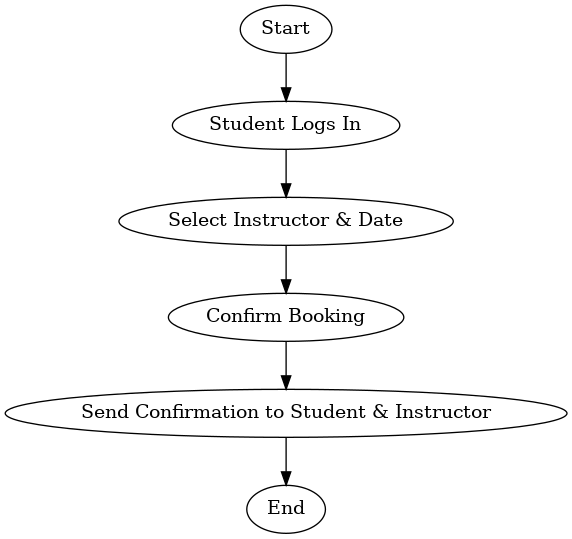 Start
Student Logs In
Select Instructor & Date
Confirm Booking
Send Confirmation to Student & Instructor
End